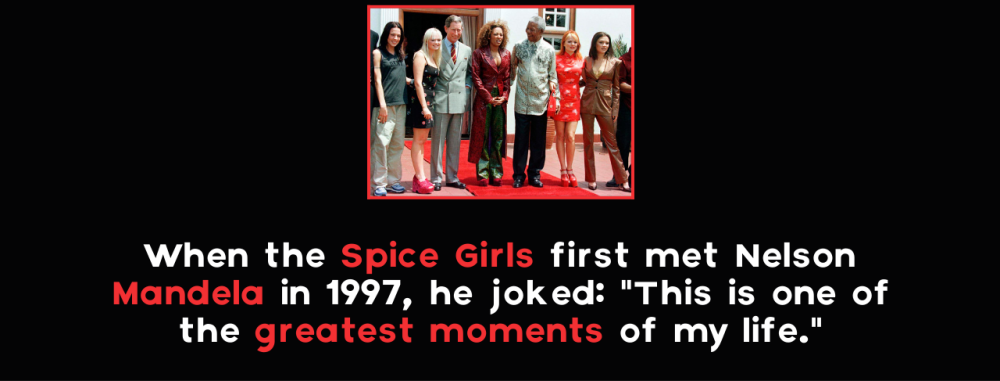 When the Spice Girls first met Nelson
Mandela in 1997, he joked: "This is one of
the greatest moments of my life."